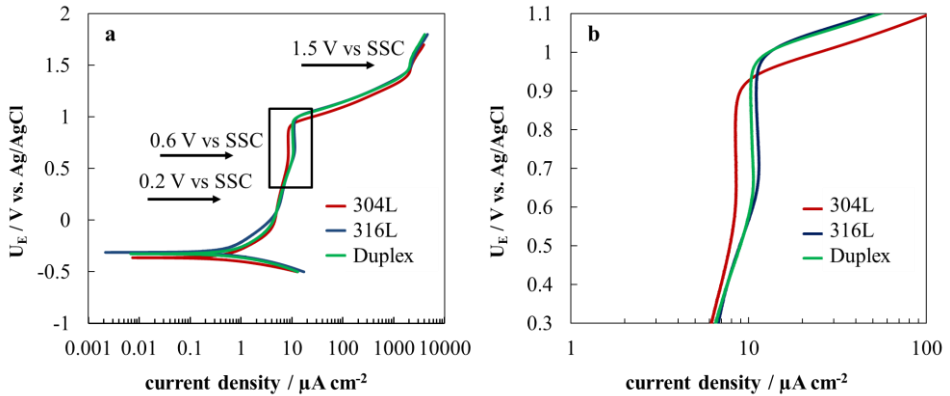 a
2
1.5
1
0.5
0
-0.5
-1
U_E / V vs. Ag/AgCl
1.5 V vs SSC
0.6 V vs SSC
0.2 V vs SSC
304L
316L
Duplex
0.001 0.01 0.1 1 10 100 1000 10000
current density / µA cm⁻²
b
1.1
1
0.9
0.8
0.7
0.6
0.5
0.4
0.3
U_E / V vs. Ag/AgCl
304L
316L
Duplex
1 10 100
current density / µA cm⁻²